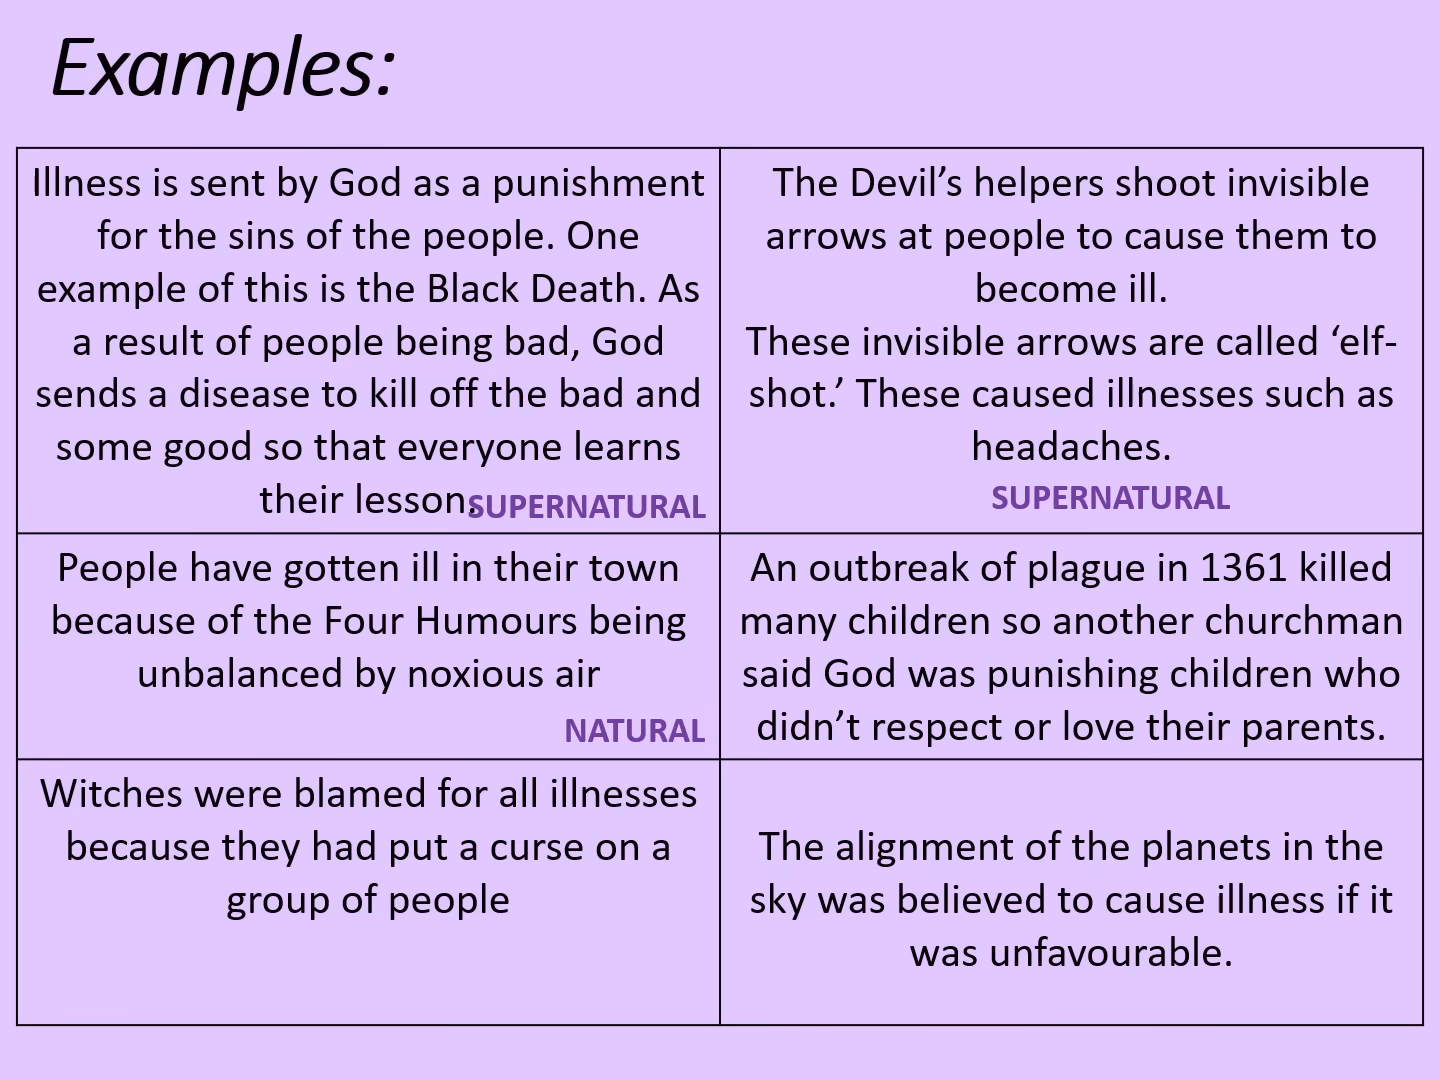 Examples:
Illness is sent by God as a punishment
for the sins of the people. One
example of this is the Black Death. As
a result of people being bad, God
sends a disease to kill off the bad and
some good so that everyone learns
their lesson.
SUPERNATURAL
The Devil’s helpers shoot invisible
arrows at people to cause them to
become ill.
These invisible arrows are called ‘elf-
shot.’ These caused illnesses such as
headaches.
SUPERNATURAL
People have gotten ill in their town
because of the Four Humours being
unbalanced by noxious air
NATURAL
An outbreak of plague in 1361 killed
many children so another churchman
said God was punishing children who
didn’t respect or love their parents.
Witches were blamed for all illnesses
because they had put a curse on a
group of people
The alignment of the planets in the
sky was believed to cause illness if it
was unfavourable.